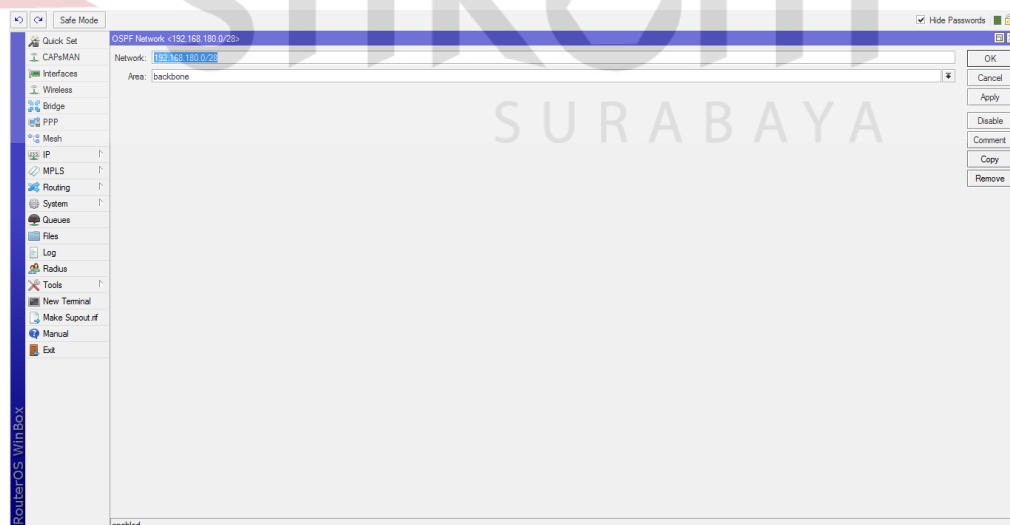 Safe Mode
Hide Passwords
OSPF Network <192.168.180.0/28>
Quick Set
CAPsMAN
Interfaces
Wireless
Bridge
PPP
Mesh
IP
MPLS
Routing
System
Queues
Files
Log
Radius
Tools
New Terminal
Make Supout.rif
Manual
Exit
Network: 192.168.180.0/28
Area: backbone
OK
Cancel
Apply
Disable
Comment
Copy
Remove
SURABAYA
RouterOS WinBox
enabled